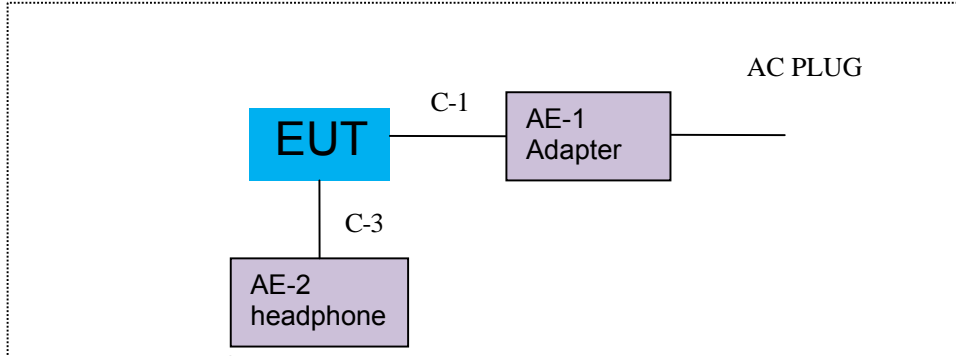 AC PLUG
C-1
AE-1
Adapter
EUT
C-3
AE-2
headphone